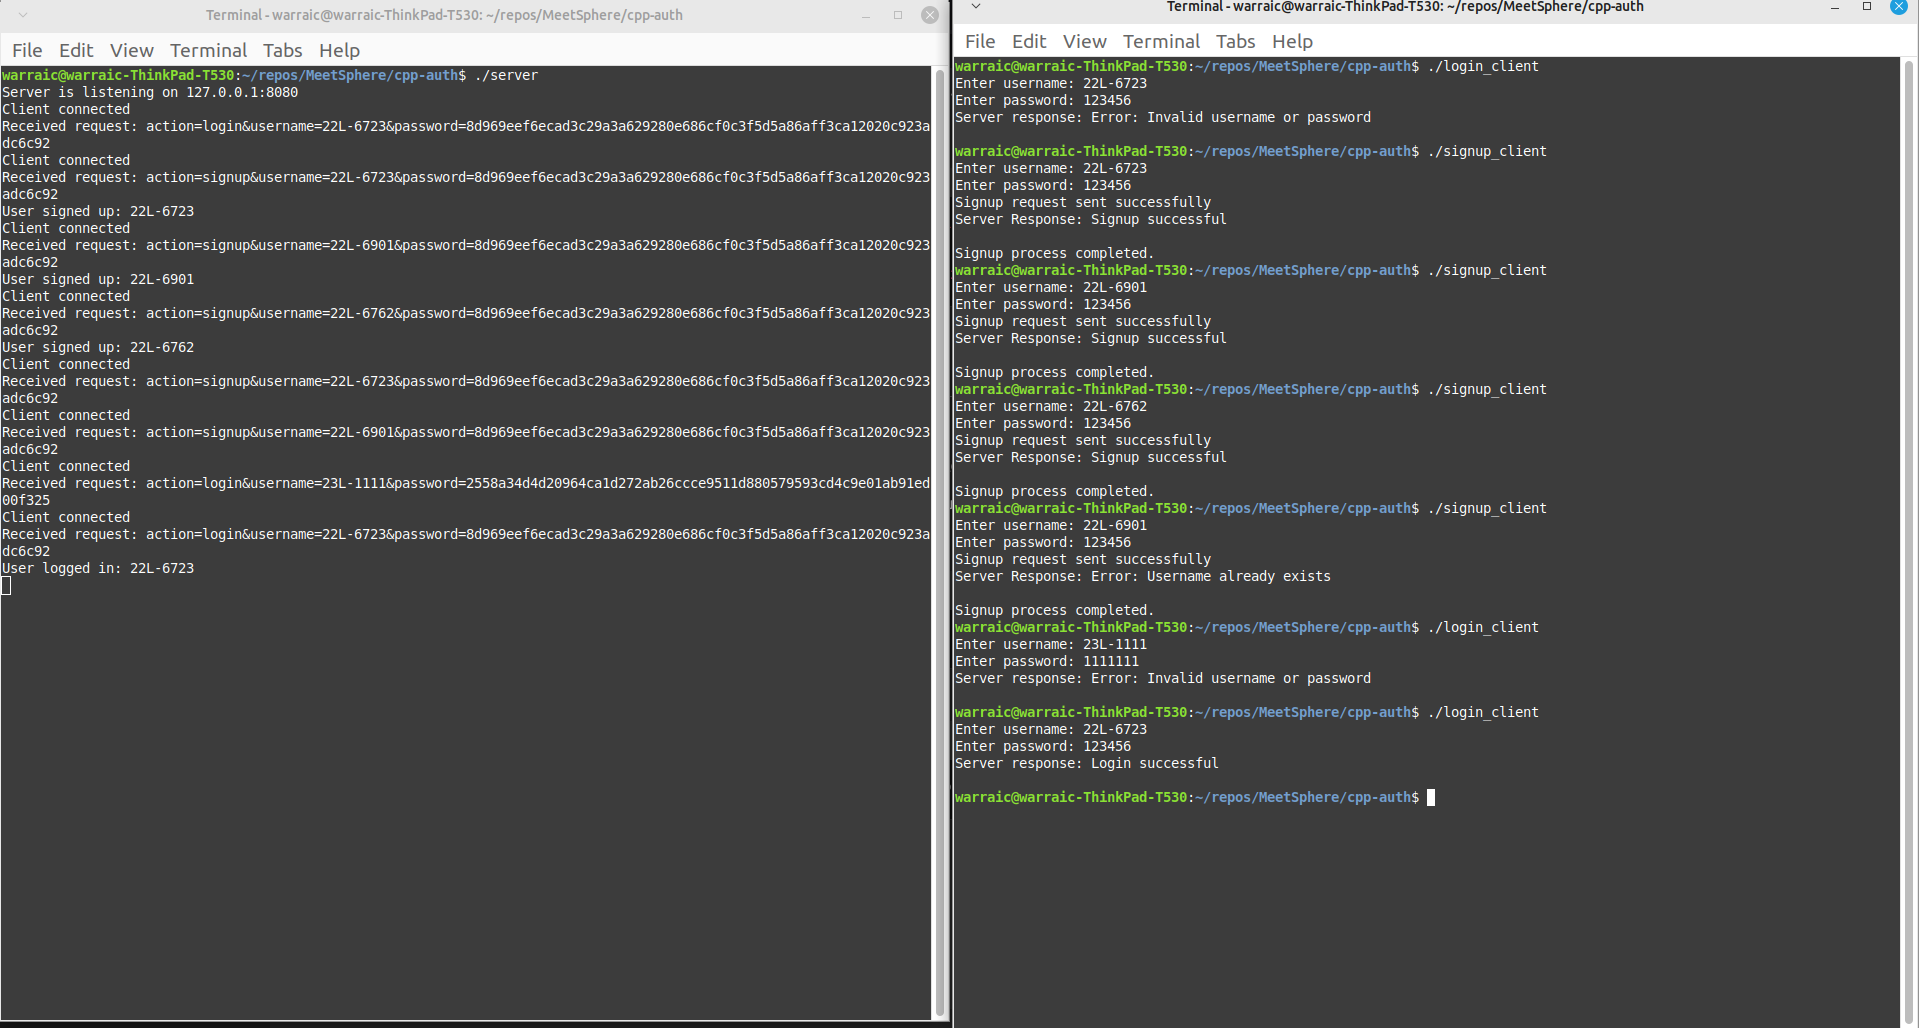 Terminal - warraic@warraic-ThinkPad-T530: ~/repos/MeetSphere/cpp-auth
File Edit View Terminal Tabs Help
warraic@warraic-ThinkPad-T530:~/repos/MeetSphere/cpp-auth$ ./server
Server is listening on 127.0.0.1:8080
Client connected
Received request: action=login&username=22L-6723&password=8d969eef6ecad3c29a3a629280e686cf0c3f5d5a86aff3ca12020c923a
dc6c92
Client connected
Received request: action=signup&username=22L-6723&password=8d969eef6ecad3c29a3a629280e686cf0c3f5d5a86aff3ca12020c923
adc6c92
User signed up: 22L-6723
Client connected
Received request: action=signup&username=22L-6901&password=8d969eef6ecad3c29a3a629280e686cf0c3f5d5a86aff3ca12020c923
adc6c92
User signed up: 22L-6901
Client connected
Received request: action=signup&username=22L-6762&password=8d969eef6ecad3c29a3a629280e686cf0c3f5d5a86aff3ca12020c923
adc6c92
User signed up: 22L-6762
Client connected
Received request: action=signup&username=22L-6723&password=8d969eef6ecad3c29a3a629280e686cf0c3f5d5a86aff3ca12020c923
adc6c92
Client connected
Received request: action=signup&username=22L-6901&password=8d969eef6ecad3c29a3a629280e686cf0c3f5d5a86aff3ca12020c923
adc6c92
Client connected
Received request: action=login&username=23L-1111&password=2558a34d4d20964ca1d272ab26ccce9511d880579593cd4c9e01ab91ed
00f325
Client connected
Received request: action=login&username=22L-6723&password=8d969eef6ecad3c29a3a629280e686cf0c3f5d5a86aff3ca12020c923a
dc6c92
User logged in: 22L-6723
Terminal - warraic@warraic-ThinkPad-T530: ~/repos/MeetSphere/cpp-auth
File Edit View Terminal Tabs Help
warraic@warraic-ThinkPad-T530:~/repos/MeetSphere/cpp-auth$ ./login_client
Enter username: 22L-6723
Enter password: 123456
Server response: Error: Invalid username or password
warraic@warraic-ThinkPad-T530:~/repos/MeetSphere/cpp-auth$ ./signup_client
Enter username: 22L-6723
Enter password: 123456
Signup request sent successfully
Server Response: Signup successful
Signup process completed.
warraic@warraic-ThinkPad-T530:~/repos/MeetSphere/cpp-auth$ ./signup_client
Enter username: 22L-6901
Enter password: 123456
Signup request sent successfully
Server Response: Signup successful
Signup process completed.
warraic@warraic-ThinkPad-T530:~/repos/MeetSphere/cpp-auth$ ./signup_client
Enter username: 22L-6762
Enter password: 123456
Signup request sent successfully
Server Response: Signup successful
Signup process completed.
warraic@warraic-ThinkPad-T530:~/repos/MeetSphere/cpp-auth$ ./signup_client
Enter username: 22L-6901
Enter password: 123456
Signup request sent successfully
Server Response: Error: Username already exists
Signup process completed.
warraic@warraic-ThinkPad-T530:~/repos/MeetSphere/cpp-auth$ ./login_client
Enter username: 23L-1111
Enter password: 1111111
Server response: Error: Invalid username or password
warraic@warraic-ThinkPad-T530:~/repos/MeetSphere/cpp-auth$ ./login_client
Enter username: 22L-6723
Enter password: 123456
Server response: Login successful
warraic@warraic-ThinkPad-T530:~/repos/MeetSphere/cpp-auth$